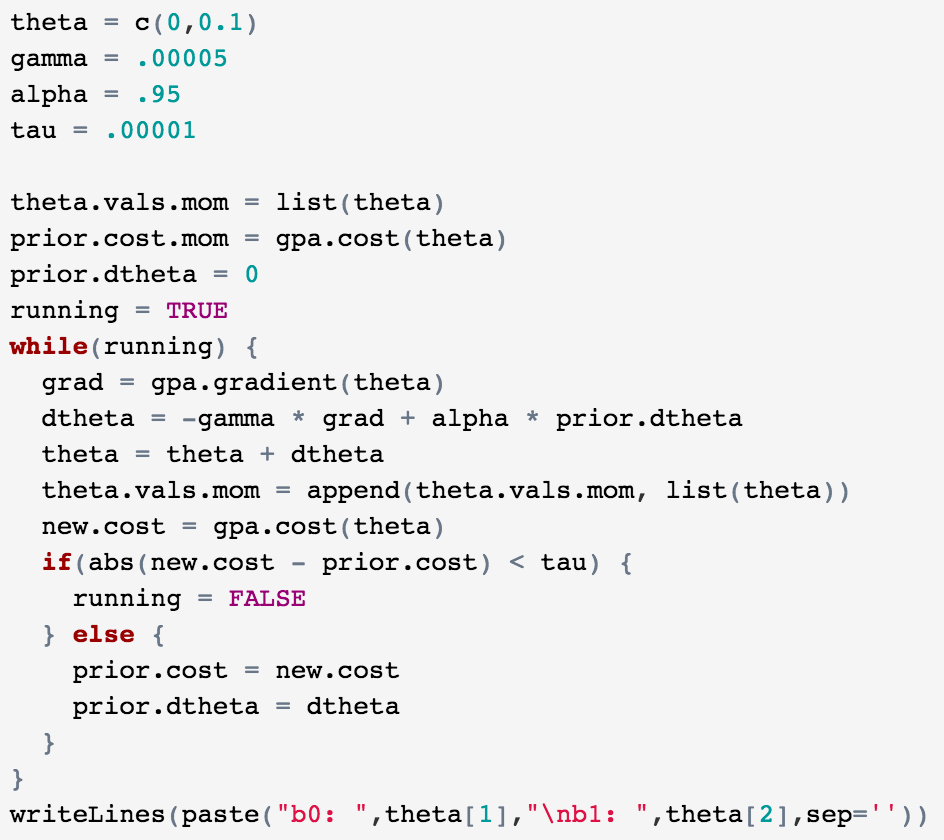 theta = c(0,0.1)
gamma = .00005
alpha = .95
tau = .00001

theta.vals.mom = list(theta)
prior.cost.mom = gpa.cost(theta)
prior.dtheta = 0
running = TRUE
while(running) {
  grad = gpa.gradient(theta)
  dtheta = -gamma * grad + alpha * prior.dtheta
  theta = theta + dtheta
  theta.vals.mom = append(theta.vals.mom, list(theta))
  new.cost = gpa.cost(theta)
  if(abs(new.cost - prior.cost) < tau) {
    running = FALSE
  } else {
    prior.cost = new.cost
    prior.dtheta = dtheta
  }
}
writeLines(paste("b0: ",theta[1],"\nb1: ",theta[2],sep=''))